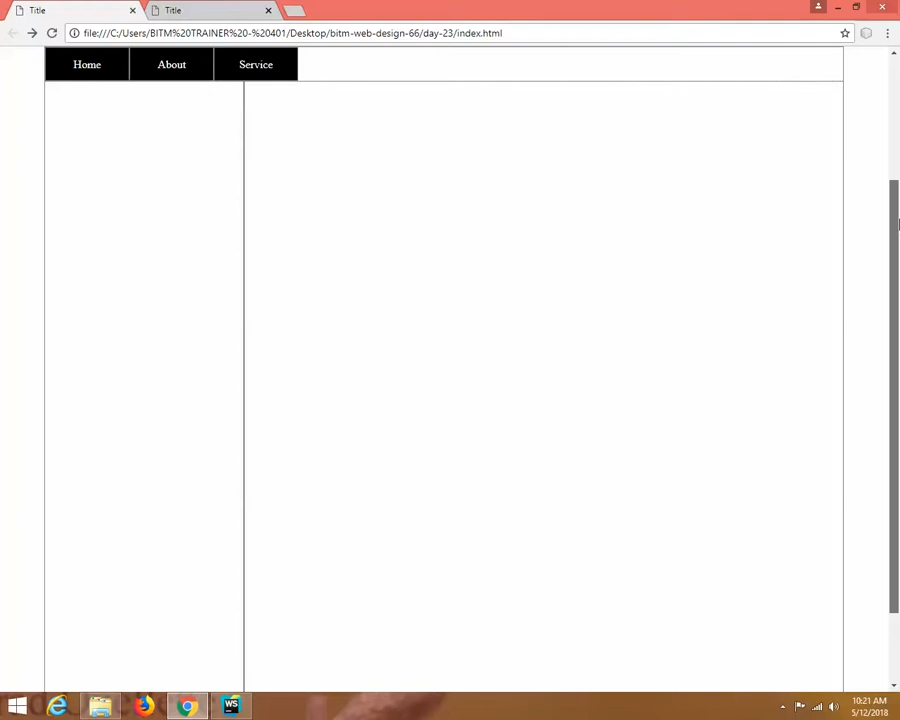 Title
Title
file:///C:/Users/BITM%20TRAINER%20-%20401/Desktop/bitm-web-design-66/day-23/index.html
Home
About
Service
WS
10:21 AM
5/12/2018